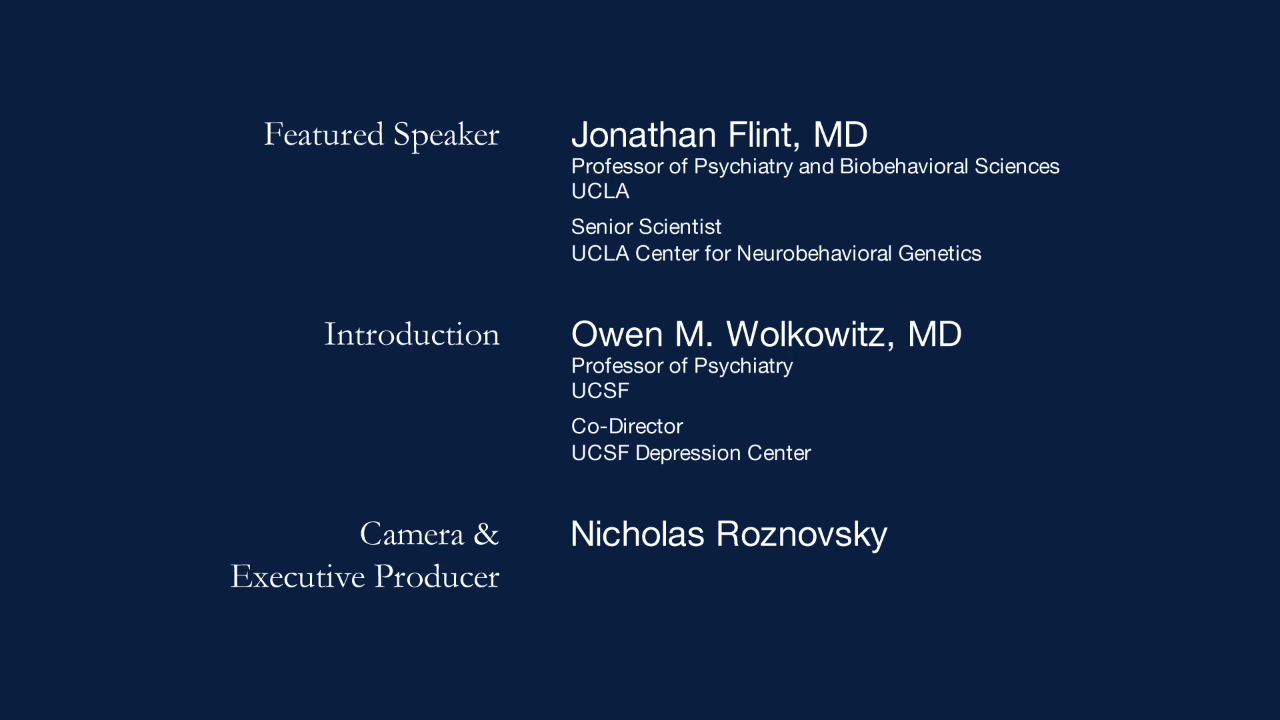 Featured Speaker
Jonathan Flint, MD
Professor of Psychiatry and Biobehavioral Sciences
UCLA
Senior Scientist
UCLA Center for Neurobehavioral Genetics
Introduction
Owen M. Wolkowitz, MD
Professor of Psychiatry
UCSF
Co-Director
UCSF Depression Center
Camera &
Executive Producer
Nicholas Roznovsky